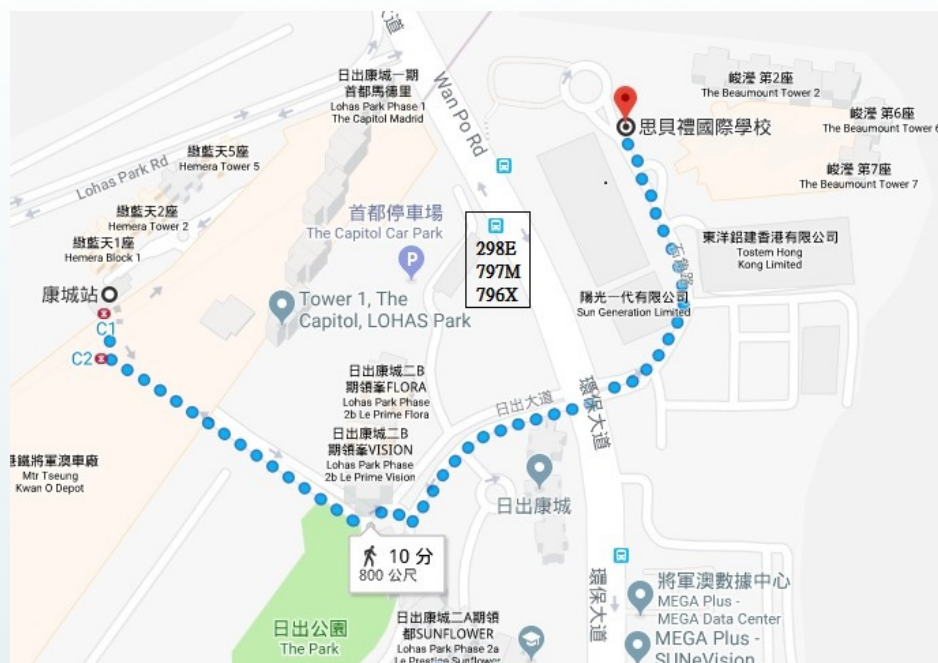 大道
日出康城一期
首都馬德里
Lohas Park Phase 1
The Capitol Madrid
Wan Po Rd
峻瀅 第2座
The Beaumount Tower 2
峻瀅 第6座
The Beaumount Tower 6
思貝禮國際學校
峻瀅 第7座
The Beaumount Tower 7
緻藍天5座
Hemera Tower 5
Lohas Park Rd
緻藍天2座
Hemera Tower 2
緻藍天1座
Hemera Block 1
首都停車場
The Capitol Car Park
P
298E
797M
796X
東洋鋁建香港有限公司
Tostem Hong
Kong Limited
康城站
C1
C2
Tower 1, The
Capitol, LOHAS Park
陽光一代有限公司
Sun Generation Limited
日出康城二B
期領峯FLORA
Lohas Park Phase
2b Le Prime Flora
日出大道
環保大道
日出康城二B
期領峯VISION
Lohas Park Phase
2b Le Prime Vision
港鐵將軍澳車廠
Mtr Tseung
Kwan O Depot
日出康城
10 分
800 公尺
環保大道
將軍澳數據中心
MEGA Plus -
MEGA Data Center
MEGA Plus -
SUNeVision
日出公園
The Park
日出康城二A期領
都SUNFLOWER
Lohas Park Phase 2a
Le Prestige Sunflower